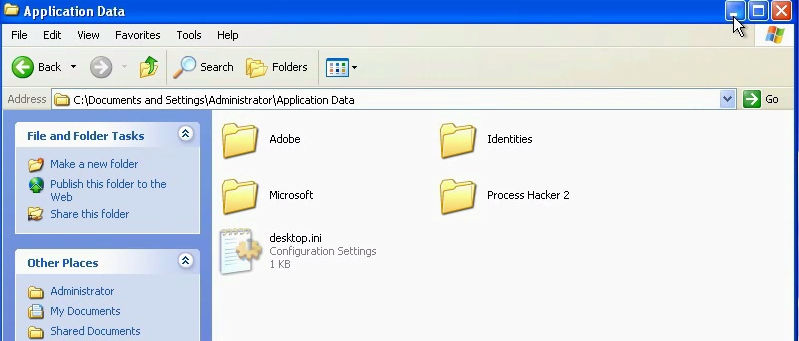 Application Data
File Edit View Favorites Tools Help
Back Search Folders
Address C:\Documents and Settings\Administrator\Application Data Go
File and Folder Tasks
Make a new folder
Publish this folder to the
Web
Share this folder
Other Places
Administrator
My Documents
Shared Documents
Adobe Identities
Microsoft Process Hacker 2
desktop.ini
Configuration Settings
1 KB